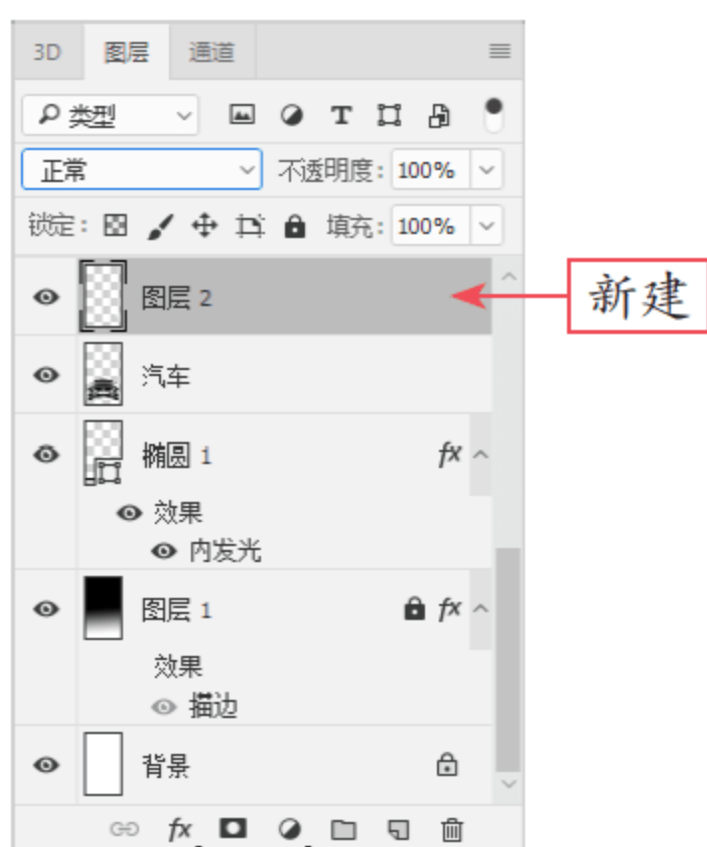 3D 图层 通道
类型 T
正常 不透明度: 100%
锁定: 填充: 100%
图层 2
新建
汽车
椭圆 1 fx
效果
内发光
图层 1 fx
效果
描边
背景
fx